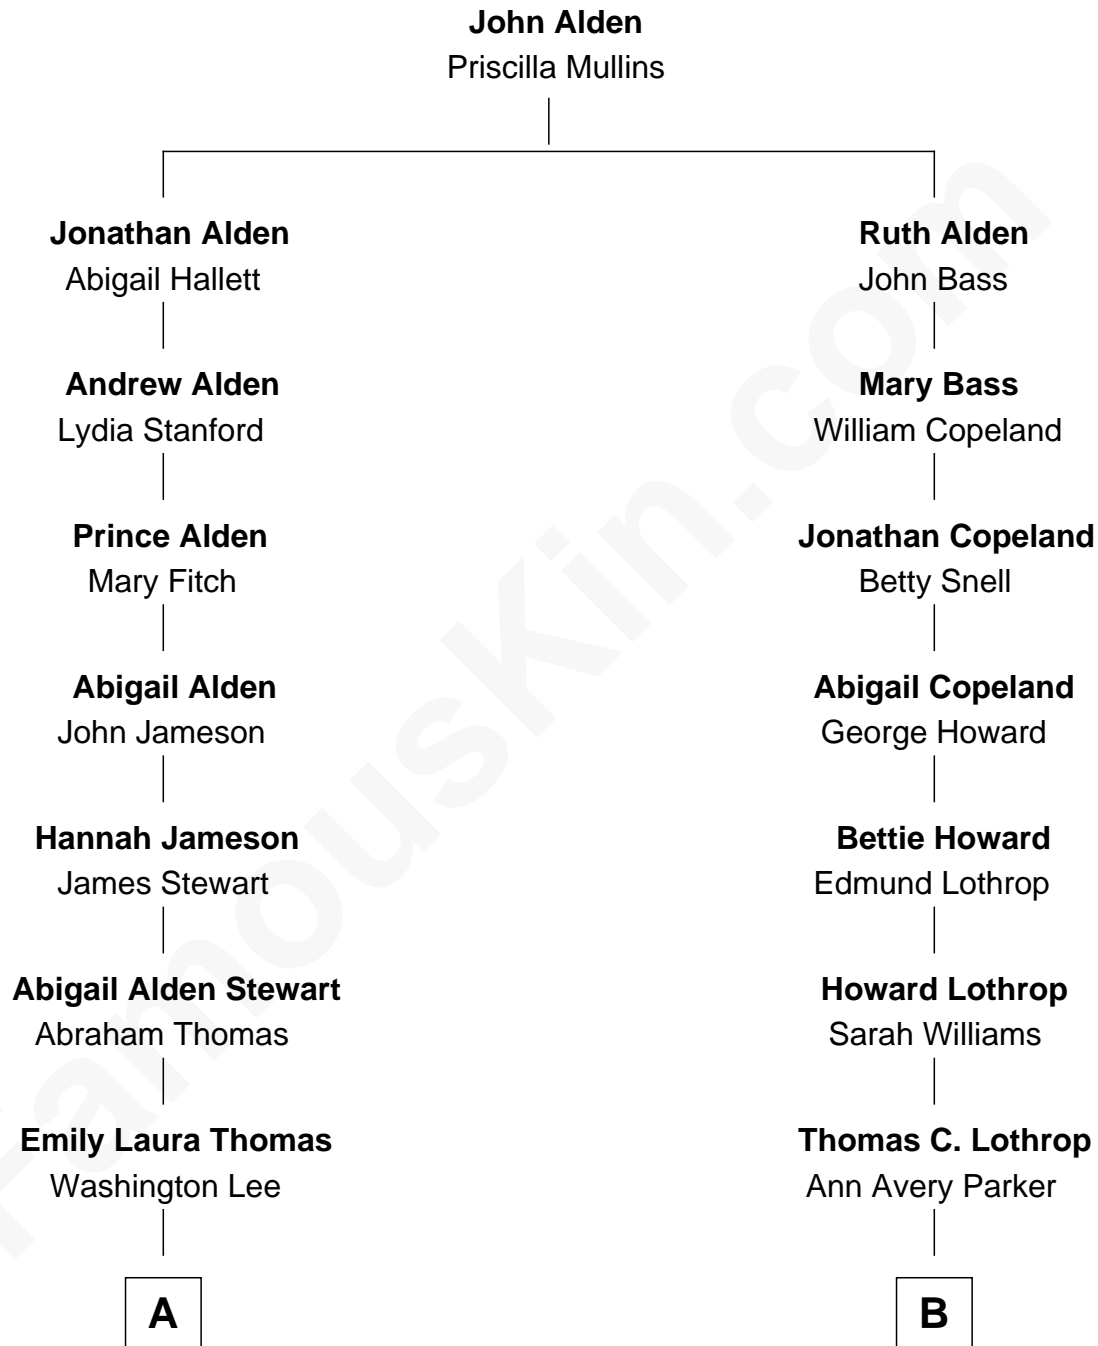 John Alden
Priscilla Mullins
Jonathan Alden
Abigail Hallett
Ruth Alden
John Bass
Andrew Alden
Lydia Stanford
Mary Bass
William Copeland
Prince Alden
Mary Fitch
Jonathan Copeland
Betty Snell
Abigail Alden
John Jameson
Abigail Copeland
George Howard
Hannah Jameson
James Stewart
Bettie Howard
Edmund Lothrop
Abigail Alden Stewart
Abraham Thomas
Howard Lothrop
Sarah Williams
Emily Laura Thomas
Washington Lee
Thomas C. Lothrop
Ann Avery Parker
A
B
FamousKin.com